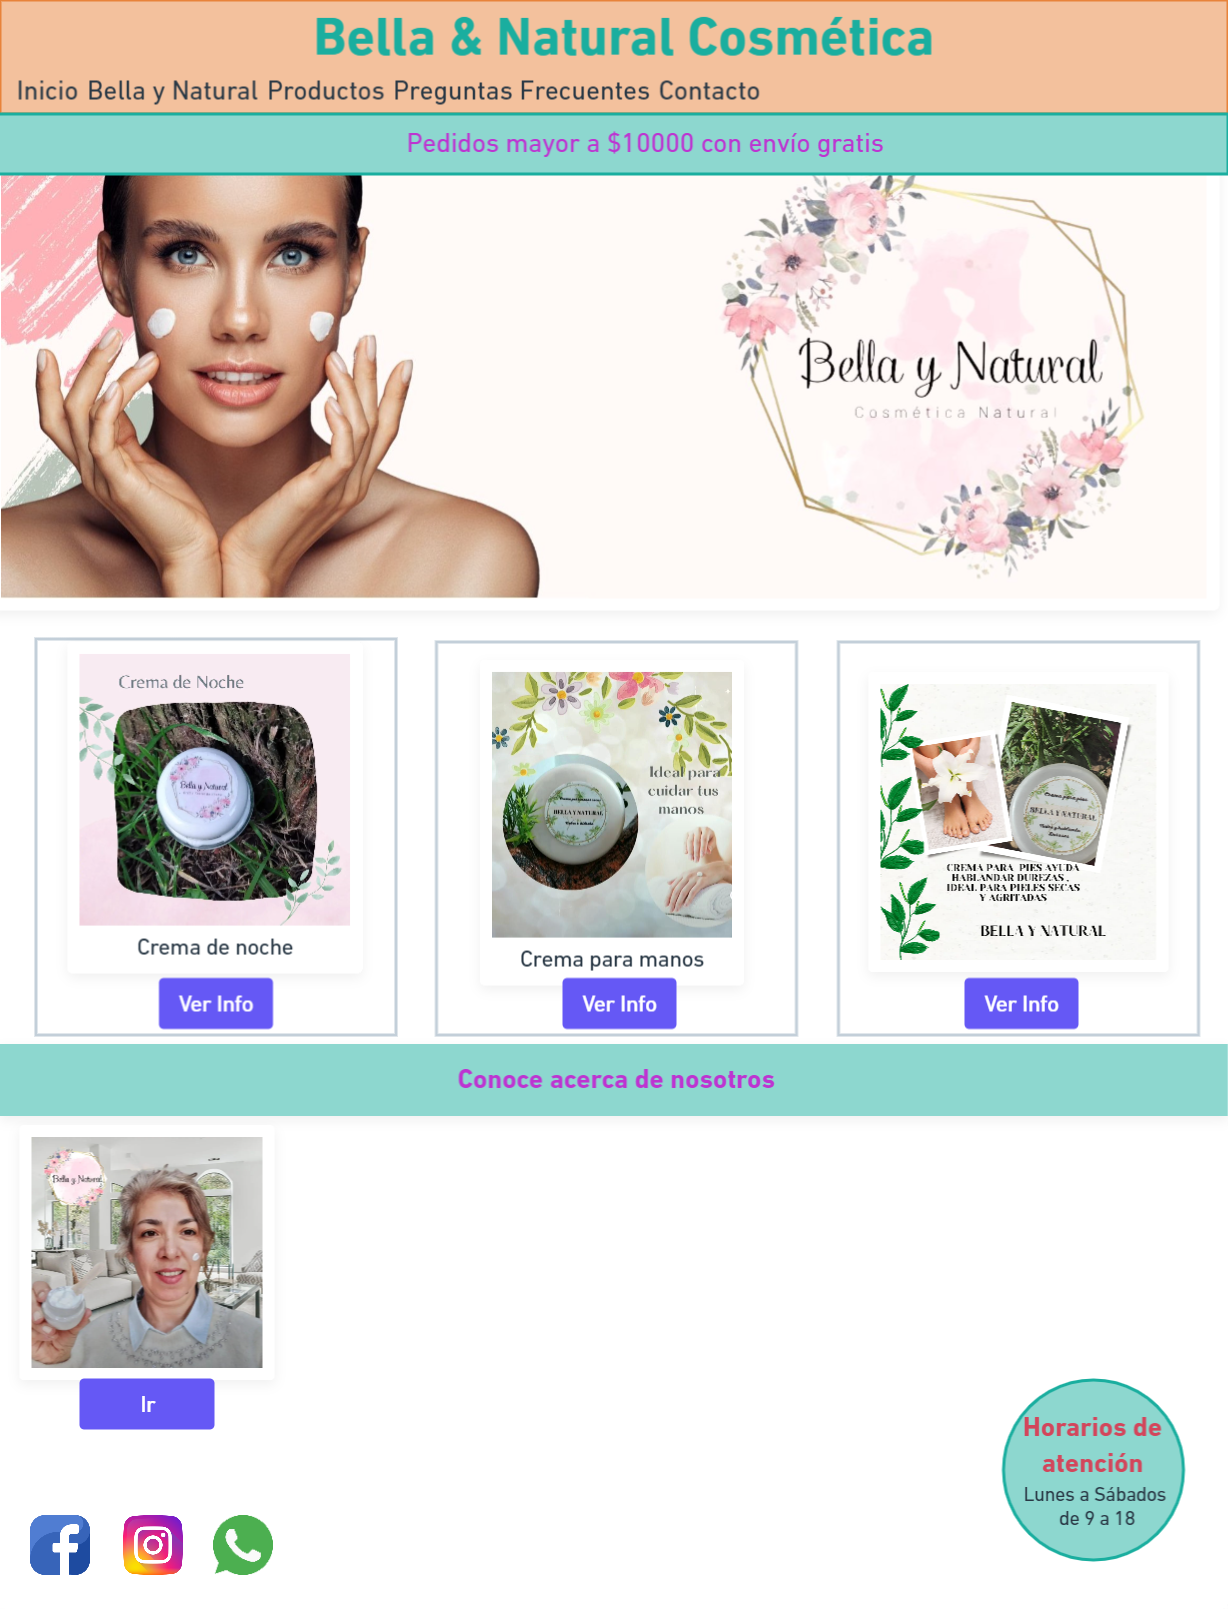 Bella & Natural Cosmética
Inicio Bella y Natural Productos Preguntas Frecuentes Contacto
Pedidos mayor a $10000 con envío gratis
Bella y Natural
Cosmética Natural
Crema de Noche
Bella y Natural
Crema de noche
Ver Info
Ideal para
cuidar tus
manos
BELLA Y NATURAL
Crema para manos
Ver Info
BELLA Y NATURAL
CREMA PARA PIES AYUDA
HABLANDAR DUREZAS .
IDEAL PARA PIELES SECAS
Y AGRITADAS
BELLA Y NATURAL
Ver Info
Conoce acerca de nosotros
Bella y Natural
Ir
Horarios de
atención
Lunes a Sábados
de 9 a 18